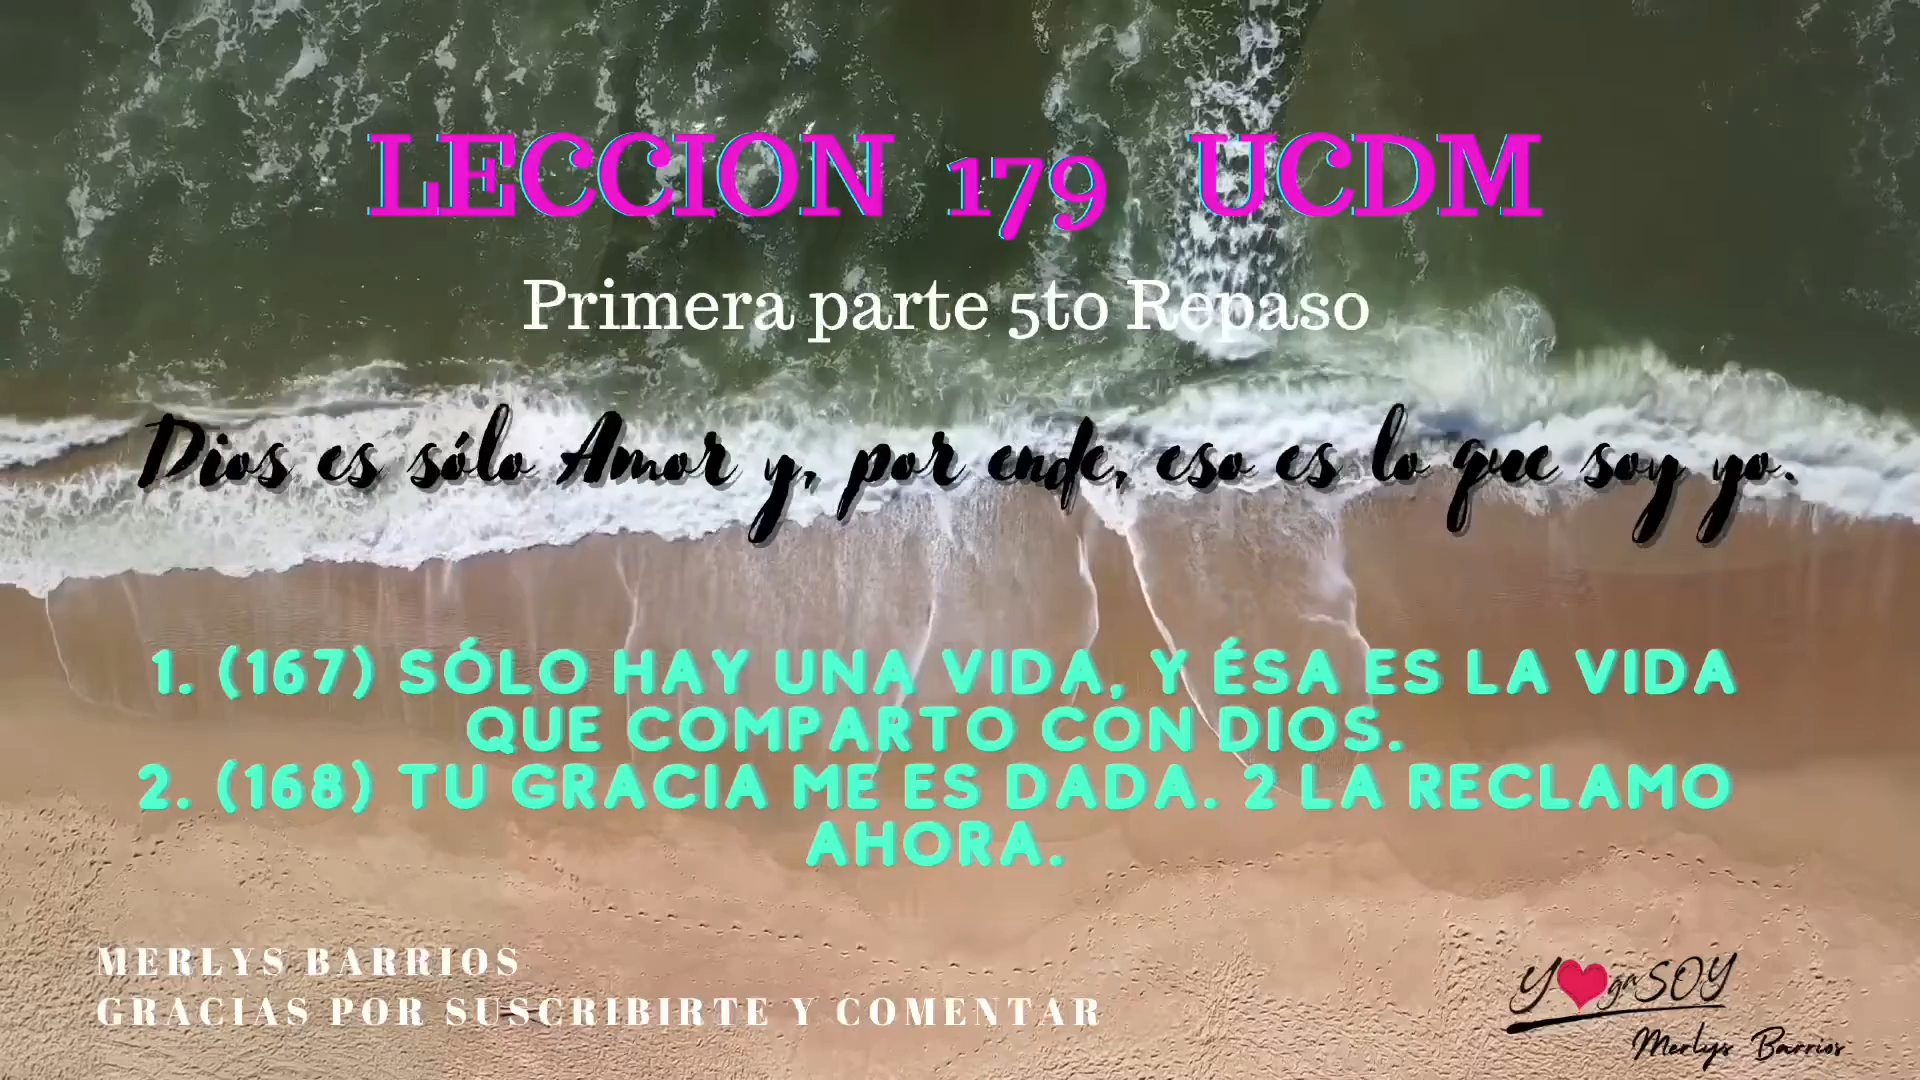 LECCION 179 UCDM
Primera parte 5to Repaso
Dios es sólo Amor y, por ende, eso es lo que soy yo.
1. (167) SÓLO HAY UNA VIDA, Y ÉSA ES LA VIDA
QUE COMPARTO CON DIOS.
2. (168) TU GRACIA ME ES DADA. 2 LA RECLAMO
AHORA.
MERLYS BARRIOS
GRACIAS POR SUSCRIBIRTE Y COMENTAR
YogaSOY
Merlys Barrios